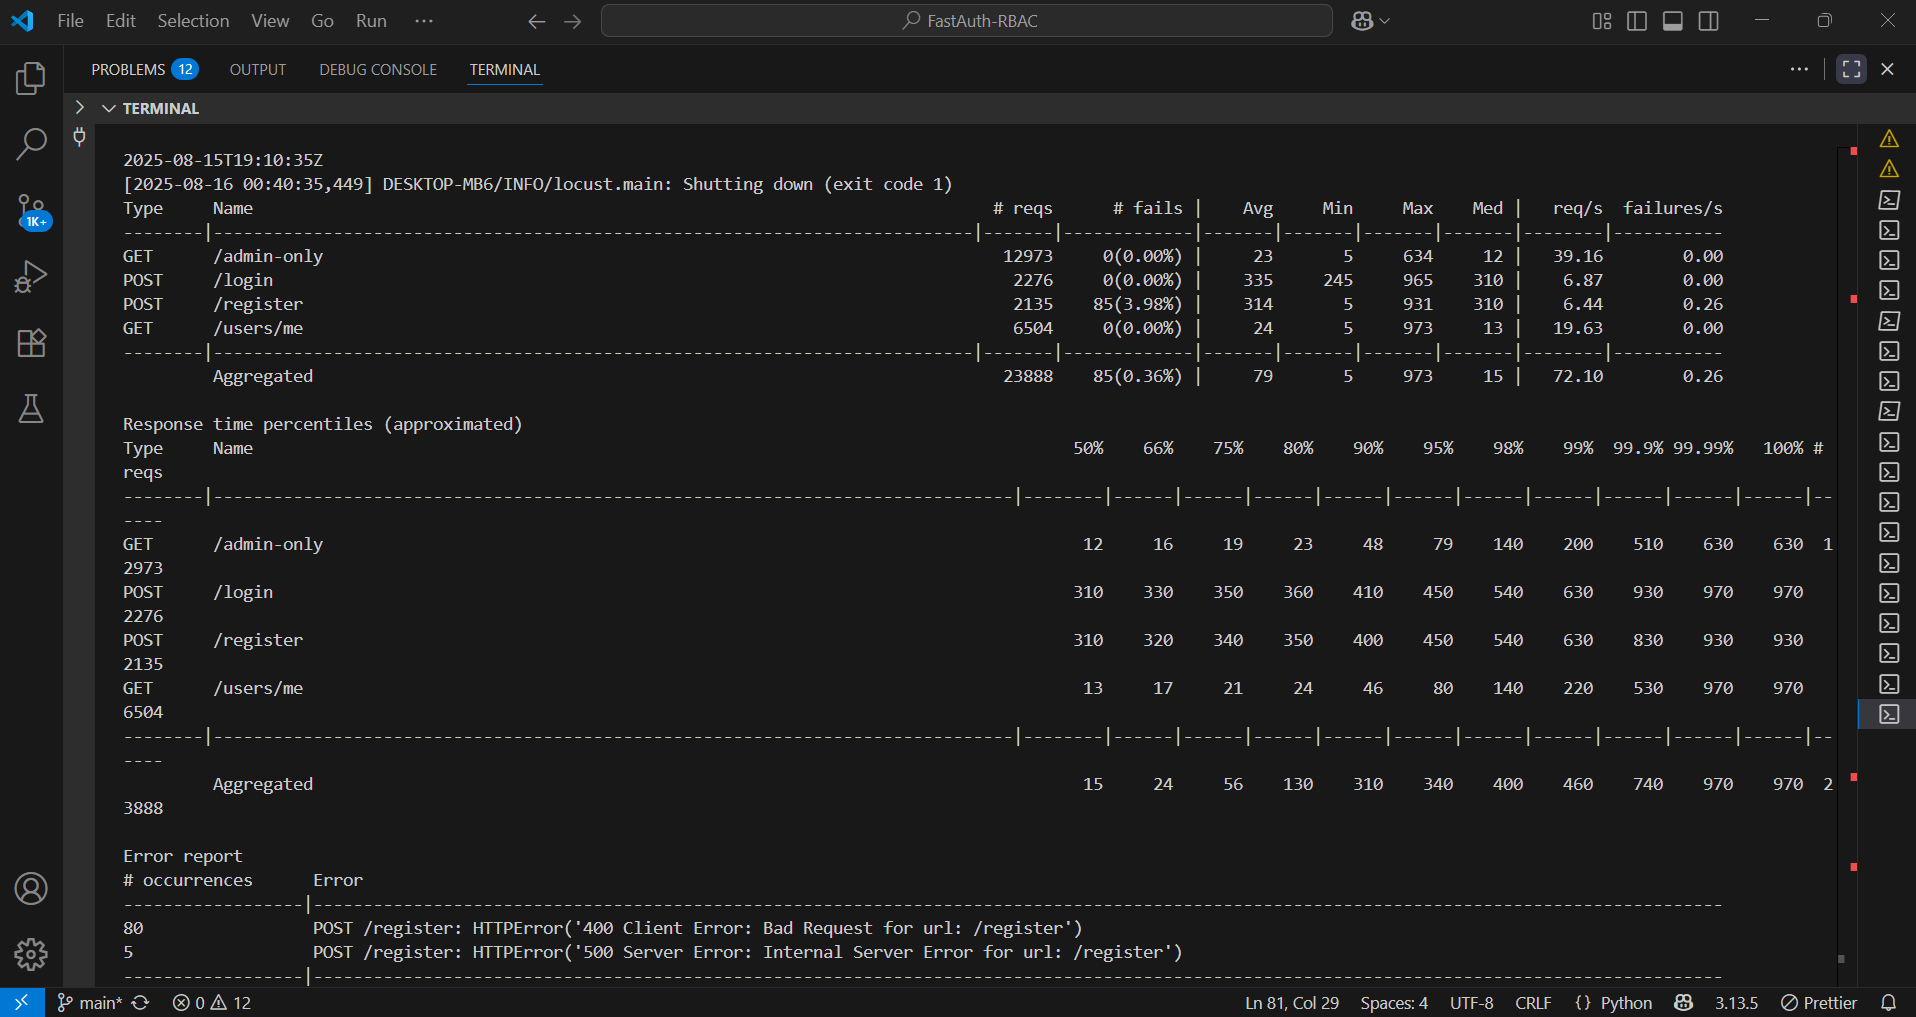 File Edit Selection View Go Run ··· FastAuth-RBAC
PROBLEMS 12 OUTPUT DEBUG CONSOLE TERMINAL
TERMINAL
2025-08-15T19:10:35Z
[2025-08-16 00:40:35,449] DESKTOP-MB6/INFO/locust.main: Shutting down (exit code 1)
Type     Name                                                                          # reqs      # fails |    Avg     Min     Max    Med |   req/s  failures/s
--------|----------------------------------------------------------------------------|-------|-------------|-------|-------|-------|-------|--------|-----------
GET      /admin-only                                                                    12973     0(0.00%) |     23       5     634     12 |   39.16        0.00
POST     /login                                                                          2276     0(0.00%) |    335     245     965    310 |    6.87        0.00
POST     /register                                                                       2135    85(3.98%) |    314       5     931    310 |    6.44        0.26
GET      /users/me                                                                       6504     0(0.00%) |     24       5     973     13 |   19.63        0.00
--------|----------------------------------------------------------------------------|-------|-------------|-------|-------|-------|-------|--------|-----------
         Aggregated                                                                     23888    85(0.36%) |     79       5     973     15 |   72.10        0.26
Response time percentiles (approximated)
Type     Name                                                                                  50%    66%    75%    80%    90%    95%    98%    99%  99.9% 99.99%   100% #
reqs
--------|--------------------------------------------------------------------------------|--------|------|------|------|------|------|------|------|------|------|------|--
----
GET      /admin-only                                                                            12     16     19     23     48     79    140    200    510    630    630  1
2973
POST     /login                                                                                310    330    350    360    410    450    540    630    930    970    970
2276
POST     /register                                                                             310    320    340    350    400    450    540    630    830    930    930
2135
GET      /users/me                                                                              13     17     21     24     46     80    140    220    530    970    970
6504
--------|--------------------------------------------------------------------------------|--------|------|------|------|------|------|------|------|------|------|------|--
----
         Aggregated                                                                             15     24     56    130    310    340    400    460    740    970    970  2
3888
Error report
# occurrences      Error
------------------|---------------------------------------------------------------------------------------------------------------------------------------------
80                 POST /register: HTTPError('400 Client Error: Bad Request for url: /register')
5                  POST /register: HTTPError('500 Server Error: Internal Server Error for url: /register')
------------------|---------------------------------------------------------------------------------------------------------------------------------------------
1K+
main* 0 12 Ln 81, Col 29 Spaces: 4 UTF-8 CRLF {} Python 3.13.5 Prettier